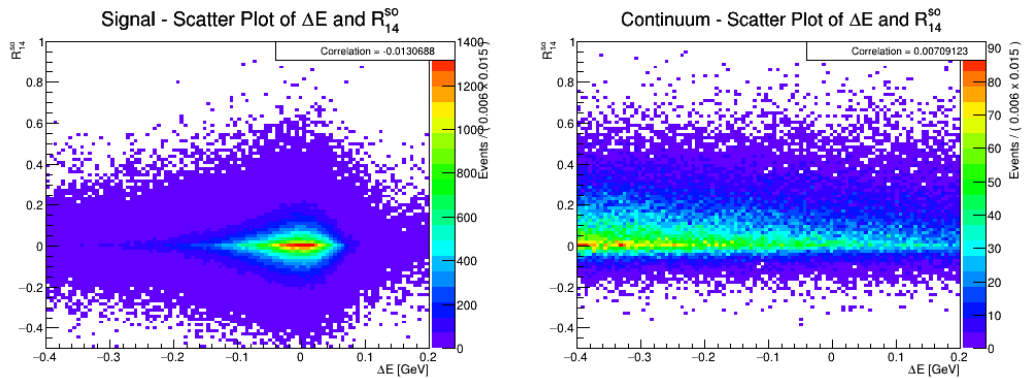 Signal - Scatter Plot of ΔE and R₁₄ˢᵒ
R₁₄ˢᵒ
Correlation = -0.0130688
1
0.8
0.6
0.4
0.2
0
−0.2
−0.4
−0.4 −0.3 −0.2 −0.1 0 0.1 0.2
ΔE [GeV]
1400
1200
1000
800
600
400
200
0
Events / ( 0.006 x 0.015 )
Continuum - Scatter Plot of ΔE and R₁₄ˢᵒ
R₁₄ˢᵒ
Correlation = 0.00709123
1
0.8
0.6
0.4
0.2
0
−0.2
−0.4
−0.4 −0.3 −0.2 −0.1 0 0.1 0.2
ΔE [GeV]
90
80
70
60
50
40
30
20
10
0
Events / ( 0.006 x 0.015 )